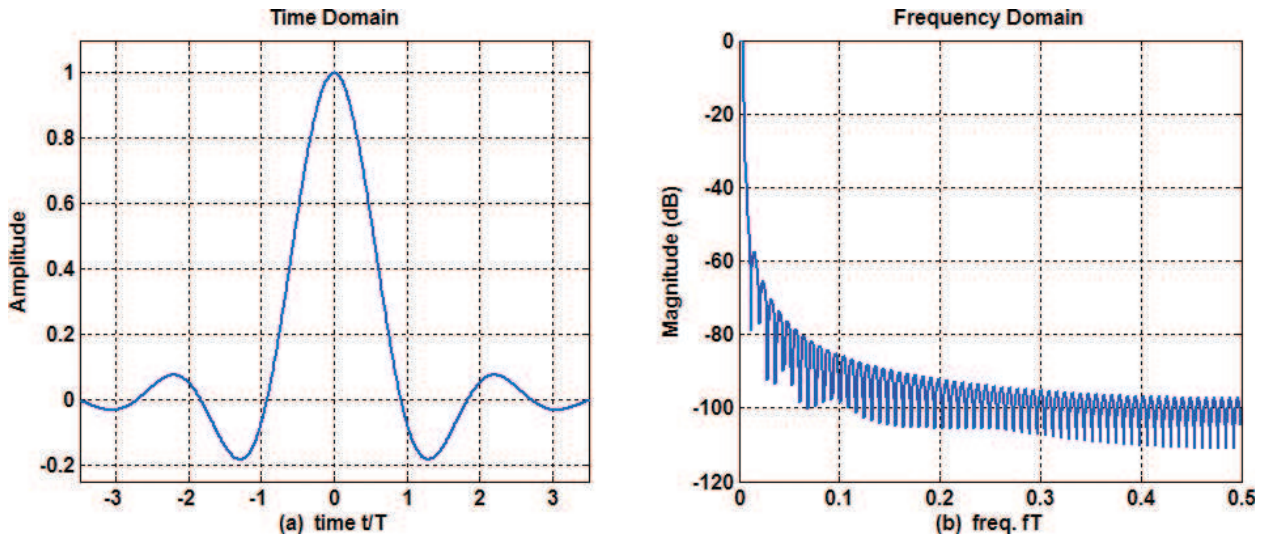 Time Domain
1
0.8
0.6
0.4
0.2
0
-0.2
Amplitude
-3 -2 -1 0 1 2 3
(a) time t/T
Frequency Domain
0
-20
-40
-60
-80
-100
-120
Magnitude (dB)
0 0.1 0.2 0.3 0.4 0.5
(b) freq. fT